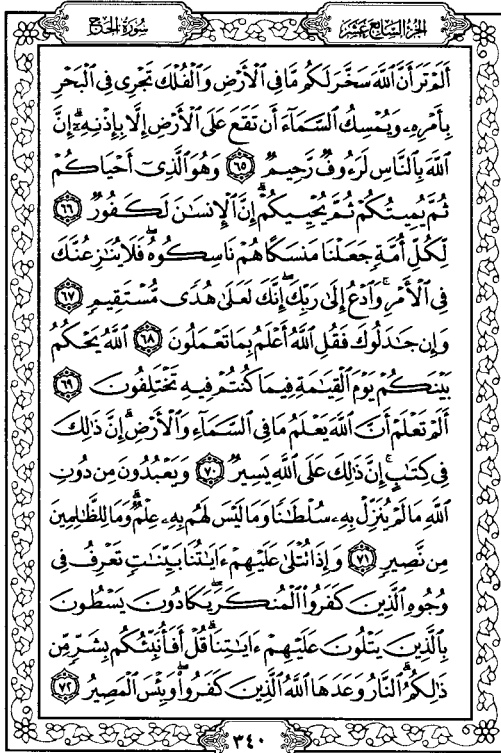 الجزء السابع عشر
سورة الحج
أَلَمْ تَرَ أَنَّ ٱللَّهَ سَخَّرَ لَكُم مَّا فِى ٱلْأَرْضِ وَٱلْفُلْكَ تَجْرِى فِى ٱلْبَحْرِ
بِأَمْرِهِۦ وَيُمْسِكُ ٱلسَّمَآءَ أَن تَقَعَ عَلَى ٱلْأَرْضِ إِلَّا بِإِذْنِهِۦٓ ۗ إِنَّ
ٱللَّهَ بِٱلنَّاسِ لَرَءُوفٌ رَّحِيمٌ ٦٥ وَهُوَ ٱلَّذِىٓ أَحْيَاكُمْ
ثُمَّ يُمِيتُكُمْ ثُمَّ يُحْيِيكُمْ ۗ إِنَّ ٱلْإِنسَٰنَ لَكَفُورٌ ٦٦
لِّكُلِّ أُمَّةٍ جَعَلْنَا مَنسَكًا هُمْ نَاسِكُوهُ ۖ فَلَا يُنَٰزِعُنَّكَ
فِى ٱلْأَمْرِ ۚ وَٱدْعُ إِلَىٰ رَبِّكَ ۖ إِنَّكَ لَعَلَىٰ هُدًى مُّسْتَقِيمٍ ٦٧
وَإِن جَٰدَلُوكَ فَقُلِ ٱللَّهُ أَعْلَمُ بِمَا تَعْمَلُونَ ٦٨ ٱللَّهُ يَحْكُمُ
بَيْنَكُمْ يَوْمَ ٱلْقِيَٰمَةِ فِيمَا كُنتُمْ فِيهِ تَخْتَلِفُونَ ٦٩
أَلَمْ تَعْلَمْ أَنَّ ٱللَّهَ يَعْلَمُ مَا فِى ٱلسَّمَآءِ وَٱلْأَرْضِ ۗ إِنَّ ذَٰلِكَ
فِى كِتَٰبٍ ۚ إِنَّ ذَٰلِكَ عَلَى ٱللَّهِ يَسِيرٌ ٧٠ وَيَعْبُدُونَ مِن دُونِ
ٱللَّهِ مَا لَمْ يُنَزِّلْ بِهِۦ سُلْطَٰنًا وَمَا لَيْسَ لَهُم بِهِۦ عِلْمٌ ۗ وَمَا لِلظَّٰلِمِينَ
مِن نَّصِيرٍ ٧١ وَإِذَا تُتْلَىٰ عَلَيْهِمْ ءَايَٰتُنَا بَيِّنَٰتٍ تَعْرِفُ فِى
وُجُوهِ ٱلَّذِينَ كَفَرُوا۟ ٱلْمُنكَرَ ۖ يَكَادُونَ يَسْطُونَ
بِٱلَّذِينَ يَتْلُونَ عَلَيْهِمْ ءَايَٰتِنَا ۗ قُلْ أَفَأُنَبِّئُكُم بِشَرٍّ مِّن
ذَٰلِكُمُ ۗ ٱلنَّارُ وَعَدَهَا ٱللَّهُ ٱلَّذِينَ كَفَرُوا۟ ۖ وَبِئْسَ ٱلْمَصِيرُ ٧٢
٣٤٠